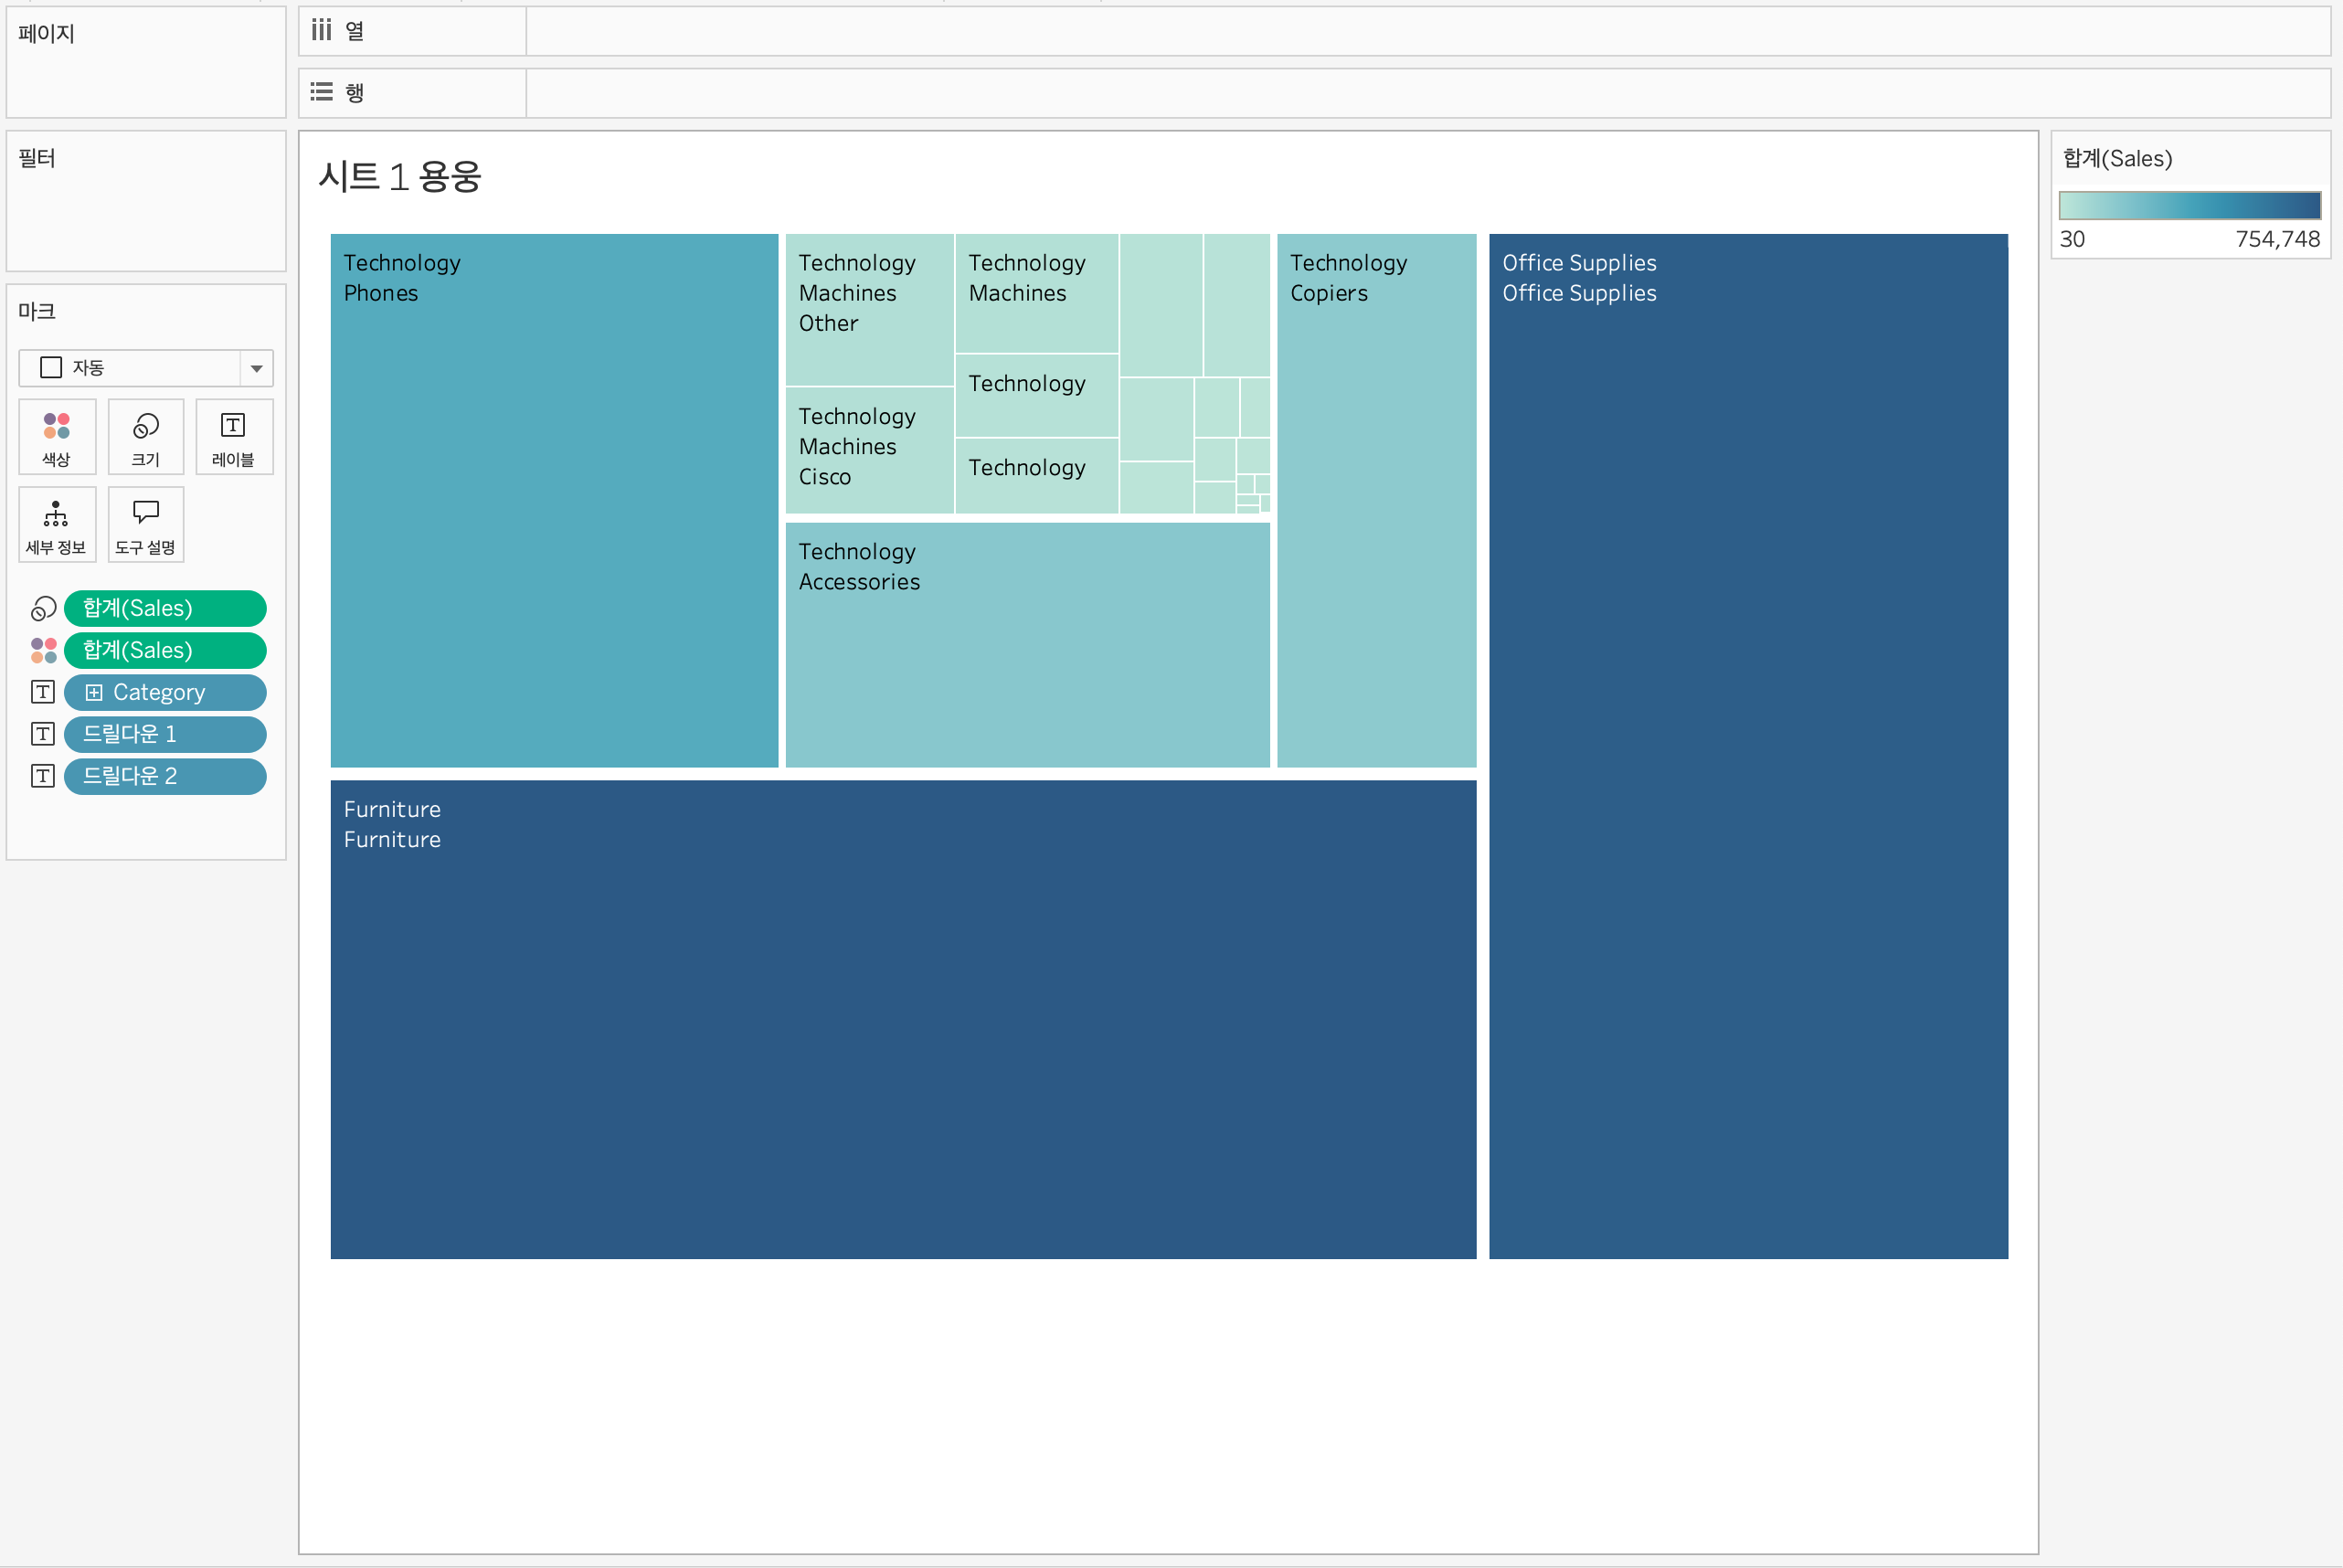 페이지
열
행
필터
마크
자동
색상
크기
레이블
세부 정보
도구 설명
합계(Sales)
합계(Sales)
Category
드릴다운 1
드릴다운 2
시트 1 용웅
Technology
Phones
Technology
Machines
Other
Technology
Machines
Technology
Machines
Cisco
Technology
Technology
Technology
Accessories
Technology
Copiers
Office Supplies
Office Supplies
Furniture
Furniture
합계(Sales)
30 754,748